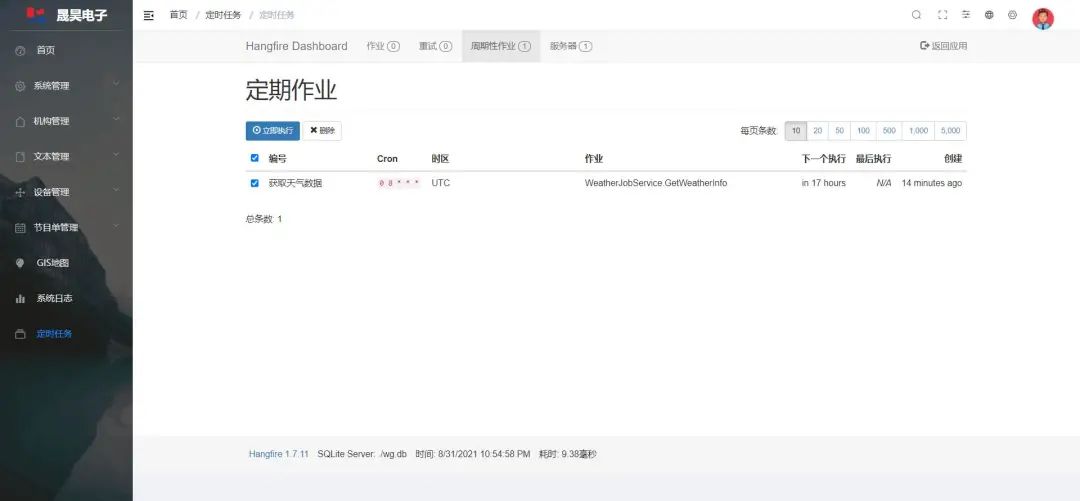 晟昊电子
首页 / 定时任务 / 定时任务
首页
系统管理
机构管理
文本管理
设备管理
节目单管理
GIS地图
系统日志
定时任务
Hangfire Dashboard 作业 0 重试 0 周期性作业 1 服务器 1 返回应用
定期作业
立即执行 删除 每页条数: 10 20 50 100 500 1,000 5,000
编号 Cron 时区 作业 下一个执行 最后执行 创建
获取天气数据 0 8 * * * UTC WeatherJobService.GetWeatherInfo in 17 hours N/A 14 minutes ago
总条数: 1
Hangfire 1.7.11 SQLite Server: ./wg.db 时间: 8/31/2021 10:54:58 PM 耗时: 9.38毫秒